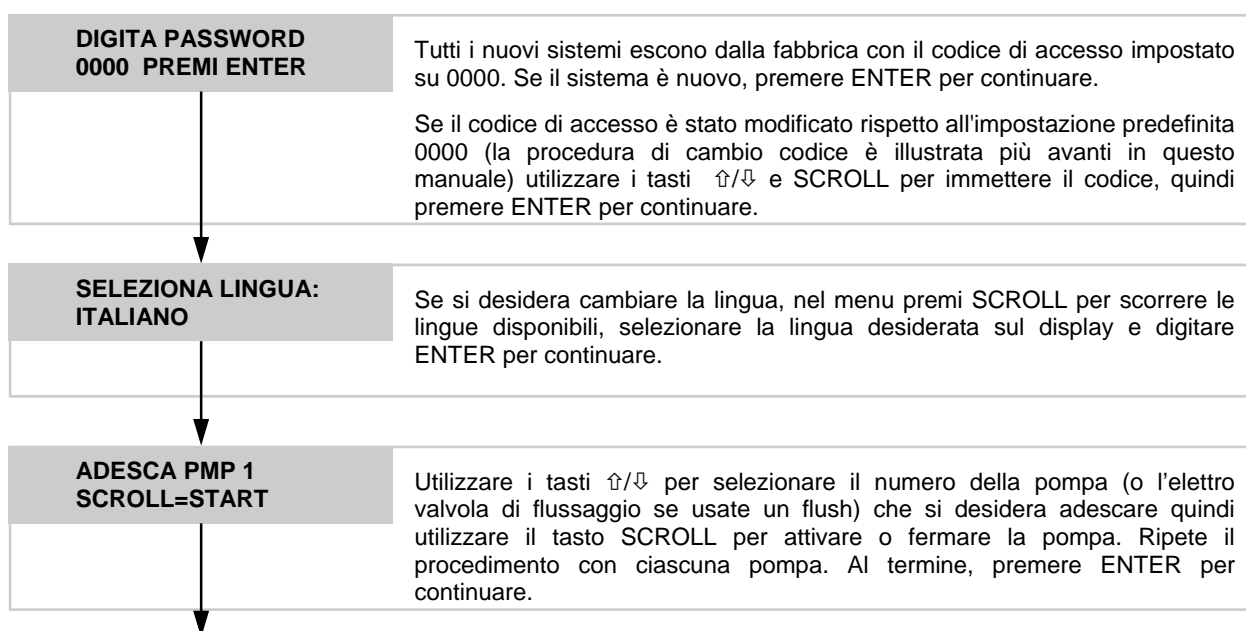 DIGITA PASSWORD
0000 PREMI ENTER
Tutti i nuovi sistemi escono dalla fabbrica con il codice di accesso impostato
su 0000. Se il sistema è nuovo, premere ENTER per continuare.
Se il codice di accesso è stato modificato rispetto all'impostazione predefinita
0000 (la procedura di cambio codice è illustrata più avanti in questo
manuale) utilizzare i tasti ⇧/⇩ e SCROLL per immettere il codice, quindi
premere ENTER per continuare.
SELEZIONA LINGUA:
ITALIANO
Se si desidera cambiare la lingua, nel menu premi SCROLL per scorrere le
lingue disponibili, selezionare la lingua desiderata sul display e digitare
ENTER per continuare.
ADESCA PMP 1
SCROLL=START
Utilizzare i tasti ⇧/⇩ per selezionare il numero della pompa (o l’elettro
valvola di flussaggio se usate un flush) che si desidera adescare quindi
utilizzare il tasto SCROLL per attivare o fermare la pompa. Ripete il
procedimento con ciascuna pompa. Al termine, premere ENTER per
continuare.